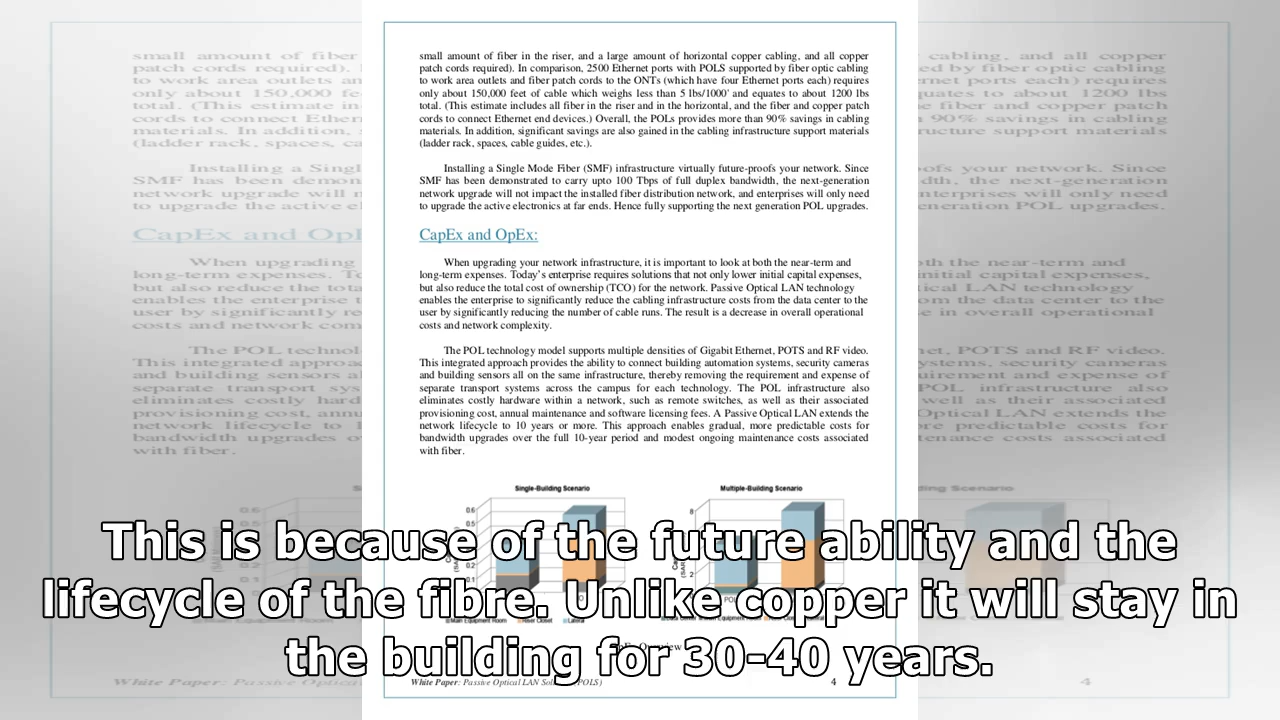 small amount of fiber in the riser, and a large amount of horizontal copper cabling, and all copper
patch cords required). In comparison, 2500 Ethernet ports with POLS supported by fiber optic cabling
to work area outlets and fiber patch cords to the ONTs (which have four Ethernet ports each) requires
only about 150,000 feet of cable which weighs less than 5 lbs/1000' and equates to about 1200 lbs
total. (This estimate includes all fiber in the riser and in the horizontal, and the fiber and copper patch
cords to connect Ethernet end devices.) Overall, the POLs provides more than 90% savings in cabling
materials. In addition, significant savings are also gained in the cabling infrastructure support materials
(ladder rack, spaces, cable guides, etc.).
Installing a Single Mode Fiber (SMF) infrastructure virtually future-proofs your network. Since
SMF has been demonstrated to carry upto 100 Tbps of full duplex bandwidth, the next-generation
network upgrade will not impact the installed fiber distribution network, and enterprises will only need
to upgrade the active electronics at far ends. Hence fully supporting the next generation POL upgrades.
CapEx and OpEx:
When upgrading your network infrastructure, it is important to look at both the near-term and
long-term expenses. Today's enterprise requires solutions that not only lower initial capital expenses,
but also reduce the total cost of ownership (TCO) for the network. Passive Optical LAN technology
enables the enterprise to significantly reduce the cabling infrastructure costs from the data center to the
user by significantly reducing the number of cable runs. The result is a decrease in overall operational
costs and network complexity.
The POL technology model supports multiple densities of Gigabit Ethernet, POTS and RF video.
This integrated approach provides the ability to connect building automation systems, security cameras
and building sensors all on the same infrastructure, thereby removing the requirement and expense of
separate transport systems across the campus for each technology. The POL infrastructure also
eliminates costly hardware within a network, such as remote switches, as well as their associated
provisioning cost, annual maintenance and software licensing fees. A Passive Optical LAN extends the
network lifecycle to 10 years or more. This approach enables gradual, more predictable costs for
bandwidth upgrades over the full 10-year period and modest ongoing maintenance costs associated
with fiber.
Single-Building Scenario Multiple-Building Scenario
0.6 8
0.5
This is because of the future ability and the
0.1 2
lifecycle of the fibre. Unlike copper it will stay in
Main Equipment Room Riser Closet Lateral
the building for 30-40 years.
White Paper: Passive Optical LAN (POLS) 4